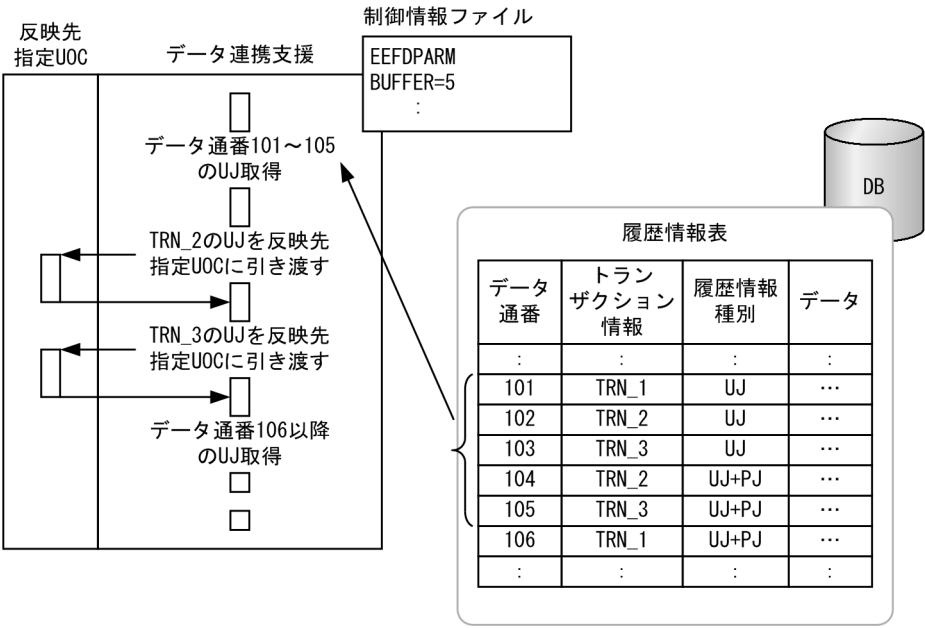 制御情報ファイル
反映先
指定UOC
データ連携支援
EEFDPARM
BUFFER=5
:
データ通番101～105
のUJ取得
TRN_2のUJを反映先
指定UOCに引き渡す
TRN_3のUJを反映先
指定UOCに引き渡す
データ通番106以降
のUJ取得
DB
履歴情報表
データ
通番
トラン
ザクション
情報
履歴情報
種別
データ
: : : :
101 TRN_1 UJ …
102 TRN_2 UJ …
103 TRN_3 UJ …
104 TRN_2 UJ+PJ …
105 TRN_3 UJ+PJ …
106 TRN_1 UJ+PJ …
: : : :